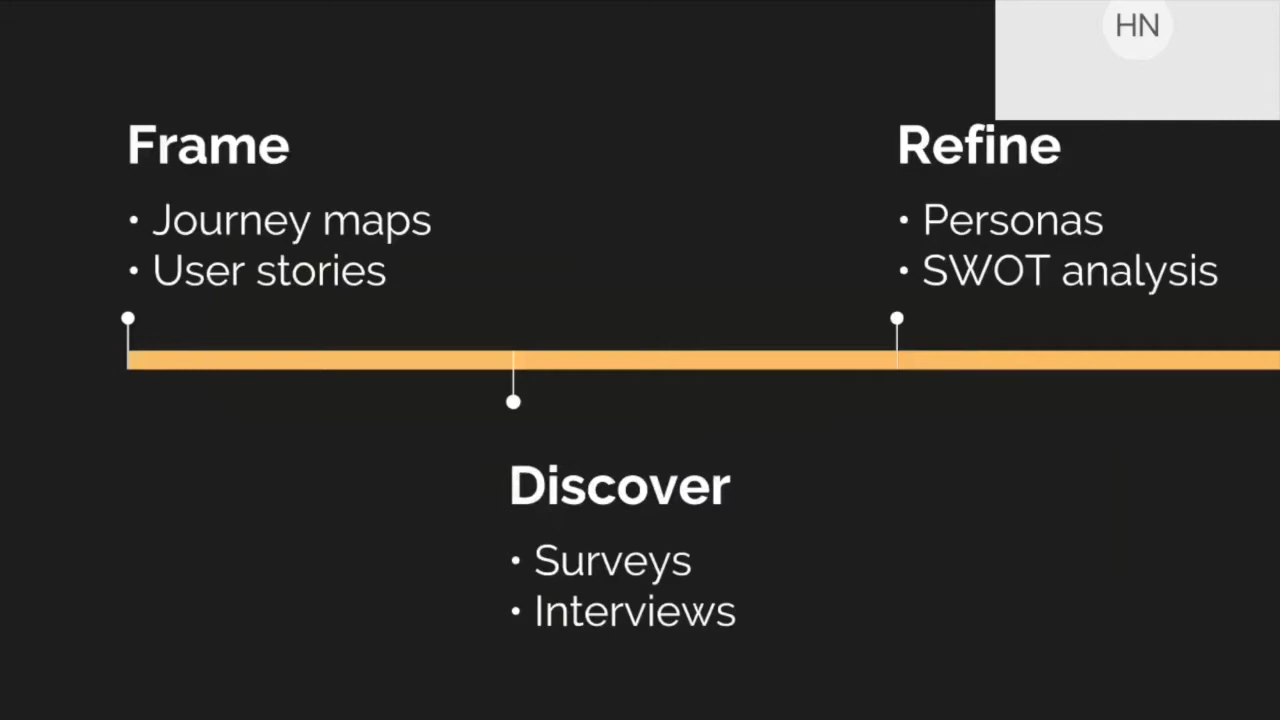 HN
Frame
• Journey maps
• User stories
Refine
• Personas
• SWOT analysis
Discover
• Surveys
• Interviews